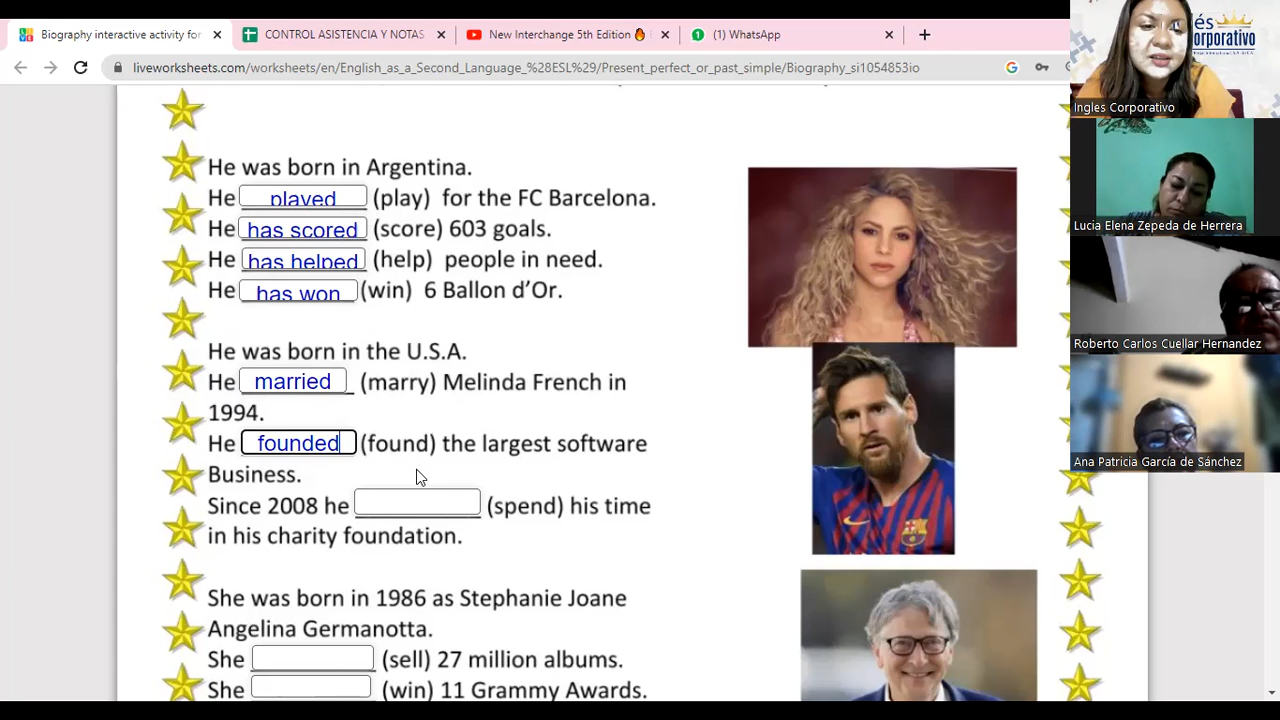 Biography interactive activity for
CONTROL ASISTENCIA Y NOTAS
New Interchange 5th Edition
(1) WhatsApp
liveworksheets.com/worksheets/en/English_as_a_Second_Language_%28ESL%29/Present_perfect_or_past_simple/Biography_si1054853io
He was born in Argentina.
He played (play) for the FC Barcelona.
He has scored (score) 603 goals.
He has helped (help) people in need.
He has won (win) 6 Ballon d’Or.
He was born in the U.S.A.
He married (marry) Melinda French in
1994.
He founded (found) the largest software
Business.
Since 2008 he (spend) his time
in his charity foundation.
She was born in 1986 as Stephanie Joane
Angelina Germanotta.
She (sell) 27 million albums.
She (win) 11 Grammy Awards.
Ingles Corporativo
Lucia Elena Zepeda de Herrera
Roberto Carlos Cuellar Hernandez
Ana Patricia García de Sánchez